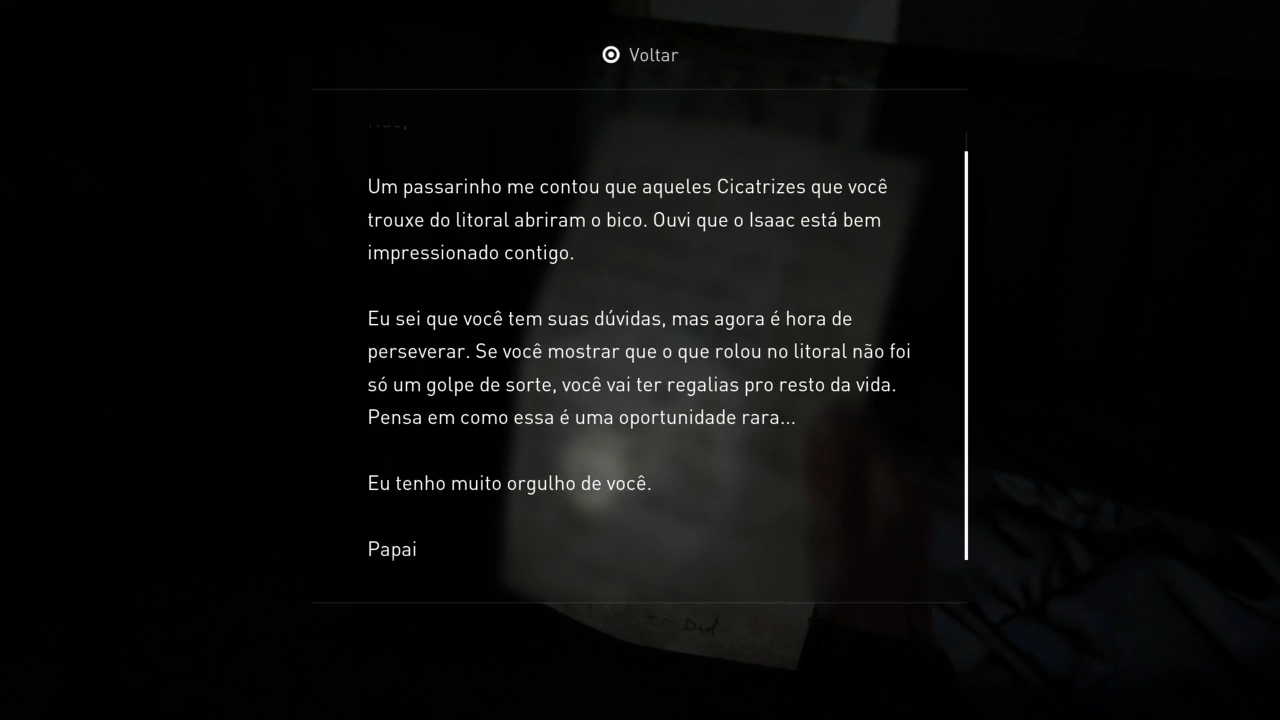 Voltar
Um passarinho me contou que aqueles Cicatrizes que você
trouxe do litoral abriram o bico. Ouvi que o Isaac está bem
impressionado contigo.
Eu sei que você tem suas dúvidas, mas agora é hora de
perseverar. Se você mostrar que o que rolou no litoral não foi
só um golpe de sorte, você vai ter regalias pro resto da vida.
Pensa em como essa é uma oportunidade rara...
Eu tenho muito orgulho de você.
Papai
Dad